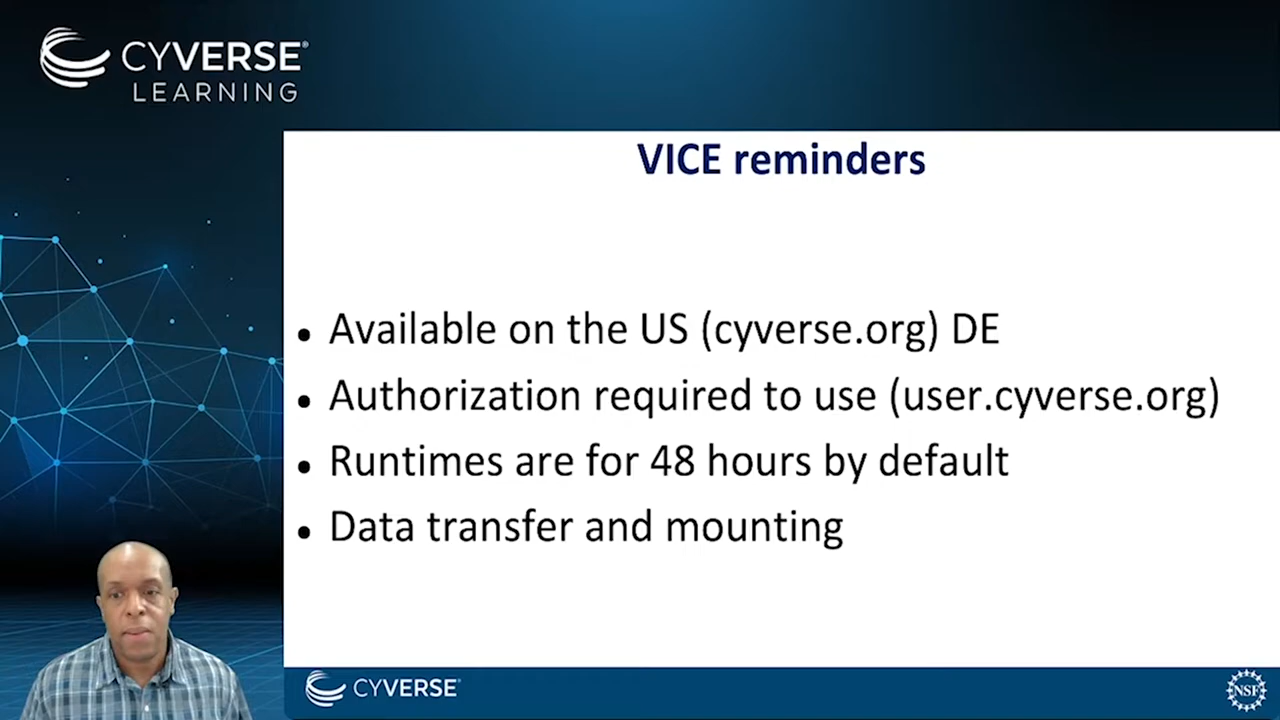 CYVERSE®
LEARNING
VICE reminders
• Available on the US (cyverse.org) DE
• Authorization required to use (user.cyverse.org)
• Runtimes are for 48 hours by default
• Data transfer and mounting
CYVERSE®
NSF